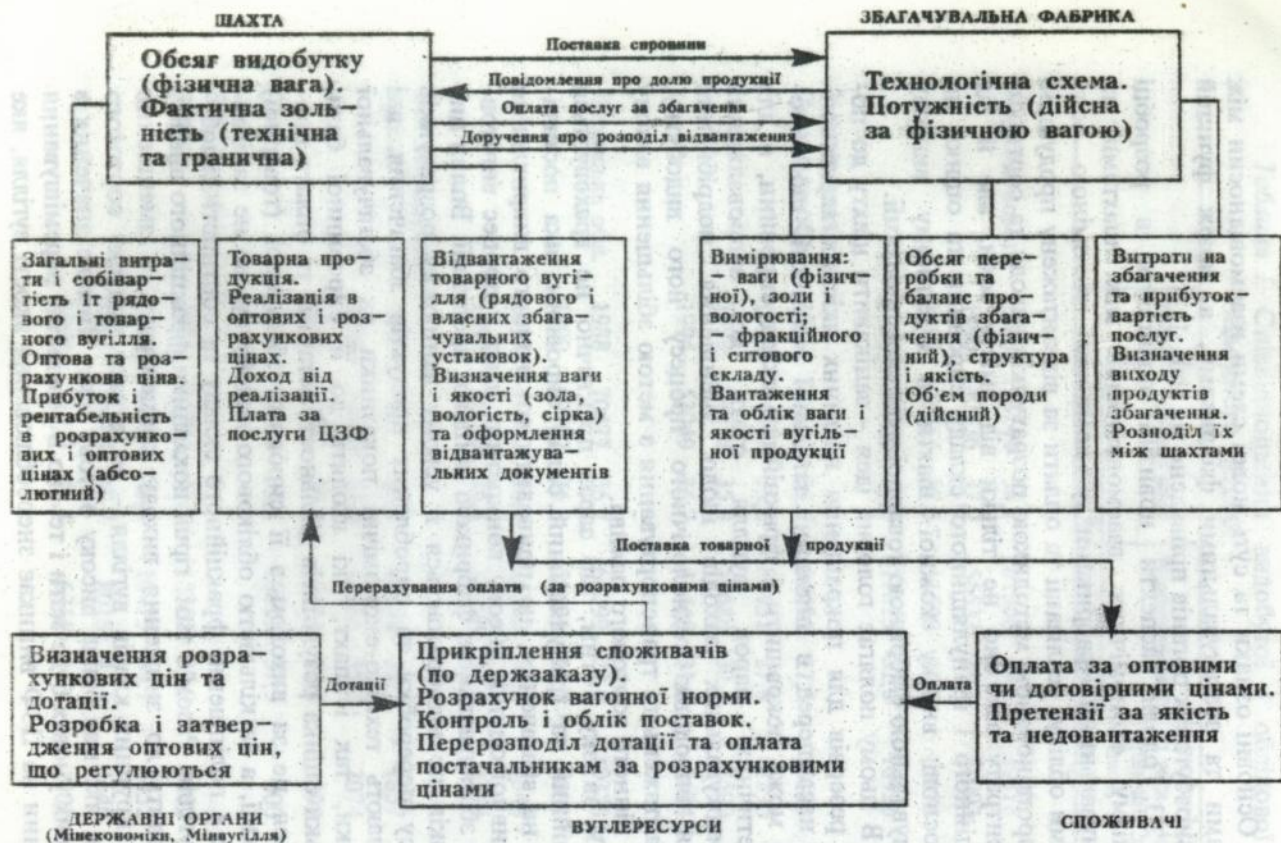 ШАХТА
ЗБАГАЧУВАЛЬНА ФАБРИКА
Обсяг видобутку
(фізична вага).
Фактична золь-
ність (технічна
та гранична)
Поставка сировини
Повідомлення про долю продукції
Оплата послуг за збагачення
Доручення про розподіл відвантаження
Технологічна схема.
Потужність (дійсна
за фізичною вагою)
Загальні витра-
ти і собівар-
тість 1т рядо-
вого і товар-
ного вугілля.
Оптова та роз-
рахункова ціна.
Прибуток і
рентабельність
в розрахунко-
вих і оптових
цінах (абсо-
лютний)
Товарна про-
дукція.
Реалізація в
оптових і роз-
рахункових
цінах.
Доход від
реалізації.
Плата за
послуги ЦЗФ
Відвантаження
товарного вугі-
лля (рядового і
власних збага-
чувальних
установок).
Визначення ваги
і якості (зола,
вологість, сірка)
та оформлення
відвантажува-
льних документів
Вимірювання:
- ваги (фізич-
ної), золи і
вологості;
- фракційного
і ситового
складу.
Вантаження
та облік ваги і
якості вугіль-
ної продукції
Обсяг пере-
робки та
баланс про-
дуктів збага-
чення (фізич-
ний), структура
і якість.
Об'єм породи
(дійсний)
Витрати на
збагачення
та прибуток-
вартість
послуг.
Визначення
виходу
продуктів
збагачення.
Розподіл їх
між шахтами
Поставка товарної продукції
Перерахування оплати (за розрахунковими цінами)
Визначення розра-
хункових цін та
дотації.
Розробка і затвер-
дження оптових цін,
що регулюються
Дотації
Прикріплення споживачів
(по держзаказу).
Розрахунок вагонної норми.
Контроль і облік поставок.
Перерозподіл дотації та оплата
постачальникам за розрахунковими
цінами
Оплата
Оплата за оптовими
чи договірними цінами.
Претензії за якість
та недовантаження
ДЕРЖАВНІ ОРГАНИ
(Мінекономіки, Мінвугілля)
ВУГЛЕРЕСУРСИ
СПОЖИВАЧІ